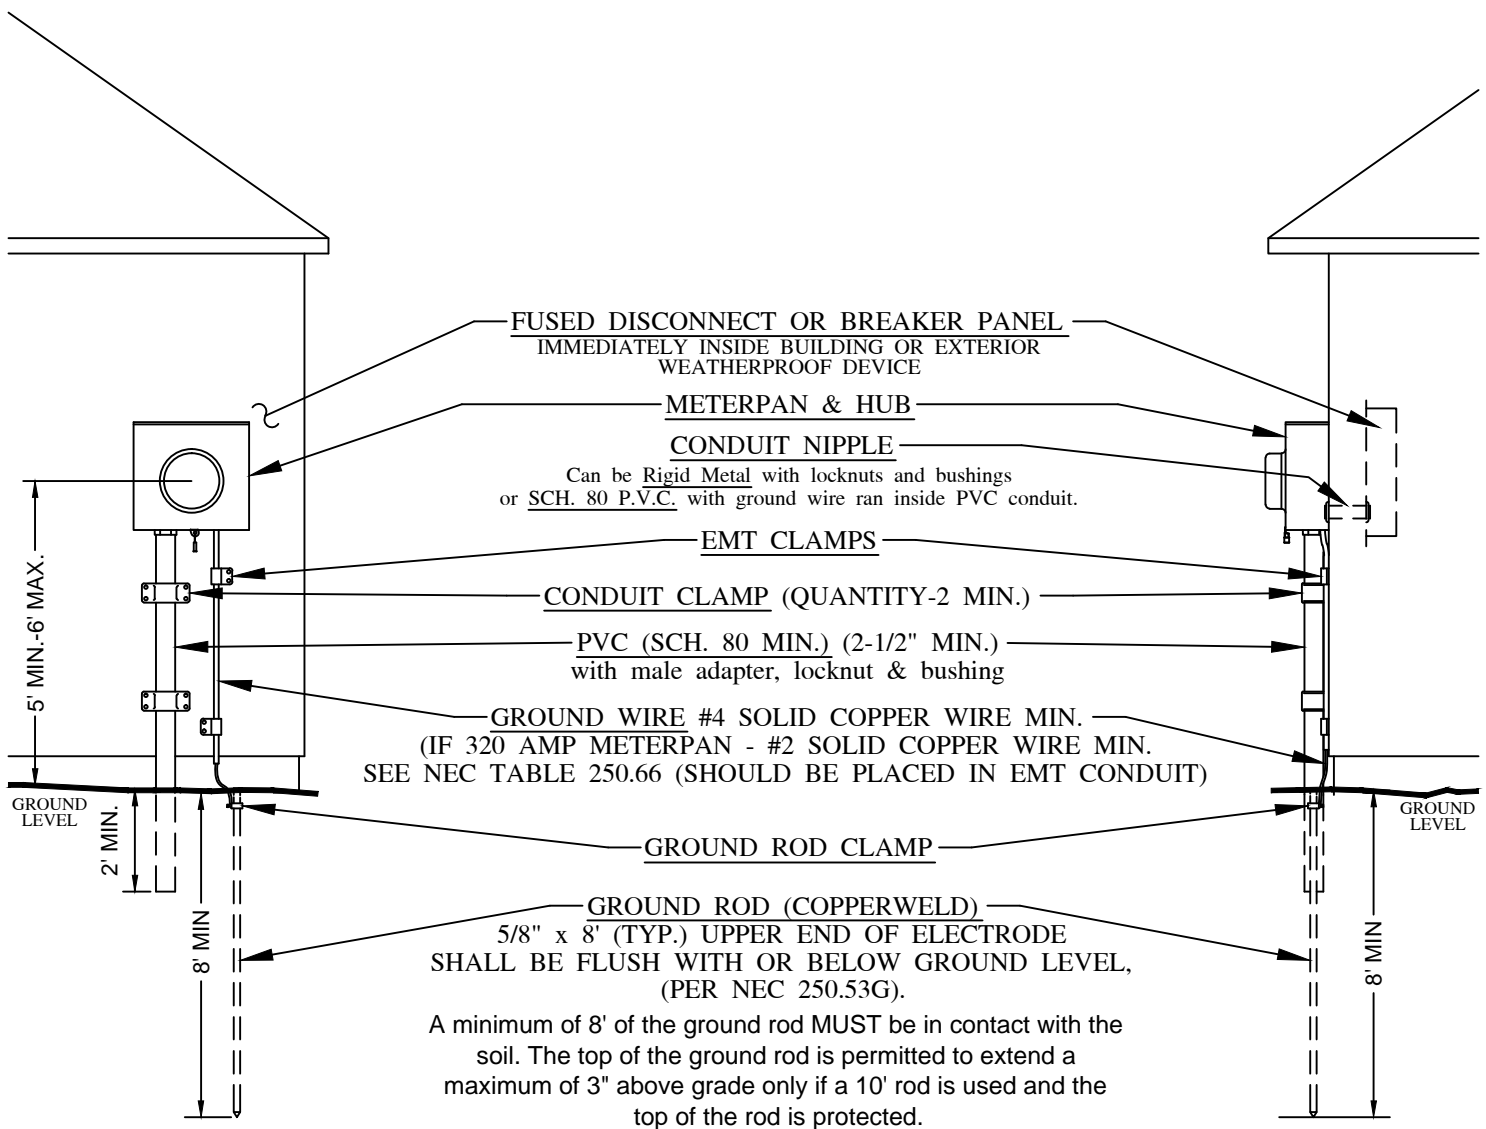 FUSED DISCONNECT OR BREAKER PANEL
IMMEDIATELY INSIDE BUILDING OR EXTERIOR
WEATHERPROOF DEVICE
METERPAN & HUB
CONDUIT NIPPLE
Can be Rigid Metal with locknuts and bushings
or SCH. 80 P.V.C. with ground wire ran inside PVC conduit.
EMT CLAMPS
CONDUIT CLAMP (QUANTITY-2 MIN.)
PVC (SCH. 80 MIN.) (2-1/2" MIN.)
with male adapter, locknut & bushing
GROUND WIRE #4 SOLID COPPER WIRE MIN.
(IF 320 AMP METERPAN - #2 SOLID COPPER WIRE MIN.
SEE NEC TABLE 250.66 (SHOULD BE PLACED IN EMT CONDUIT)
5' MIN.-6' MAX.
GROUND
LEVEL
2' MIN.
8' MIN
GROUND ROD CLAMP
GROUND
LEVEL
8' MIN
GROUND ROD (COPPERWELD)
5/8" x 8' (TYP.) UPPER END OF ELECTRODE
SHALL BE FLUSH WITH OR BELOW GROUND LEVEL,
(PER NEC 250.53G).
A minimum of 8' of the ground rod MUST be in contact with the
soil. The top of the ground rod is permitted to extend a
maximum of 3" above grade only if a 10' rod is used and the
top of the rod is protected.